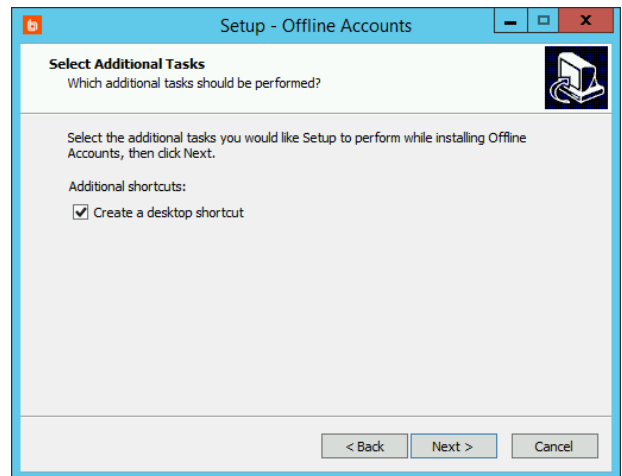 Setup - Offline Accounts
Select Additional Tasks
Which additional tasks should be performed?
Select the additional tasks you would like Setup to perform while installing Offline
Accounts, then click Next.
Additional shortcuts:
Create a desktop shortcut
< Back Next > Cancel